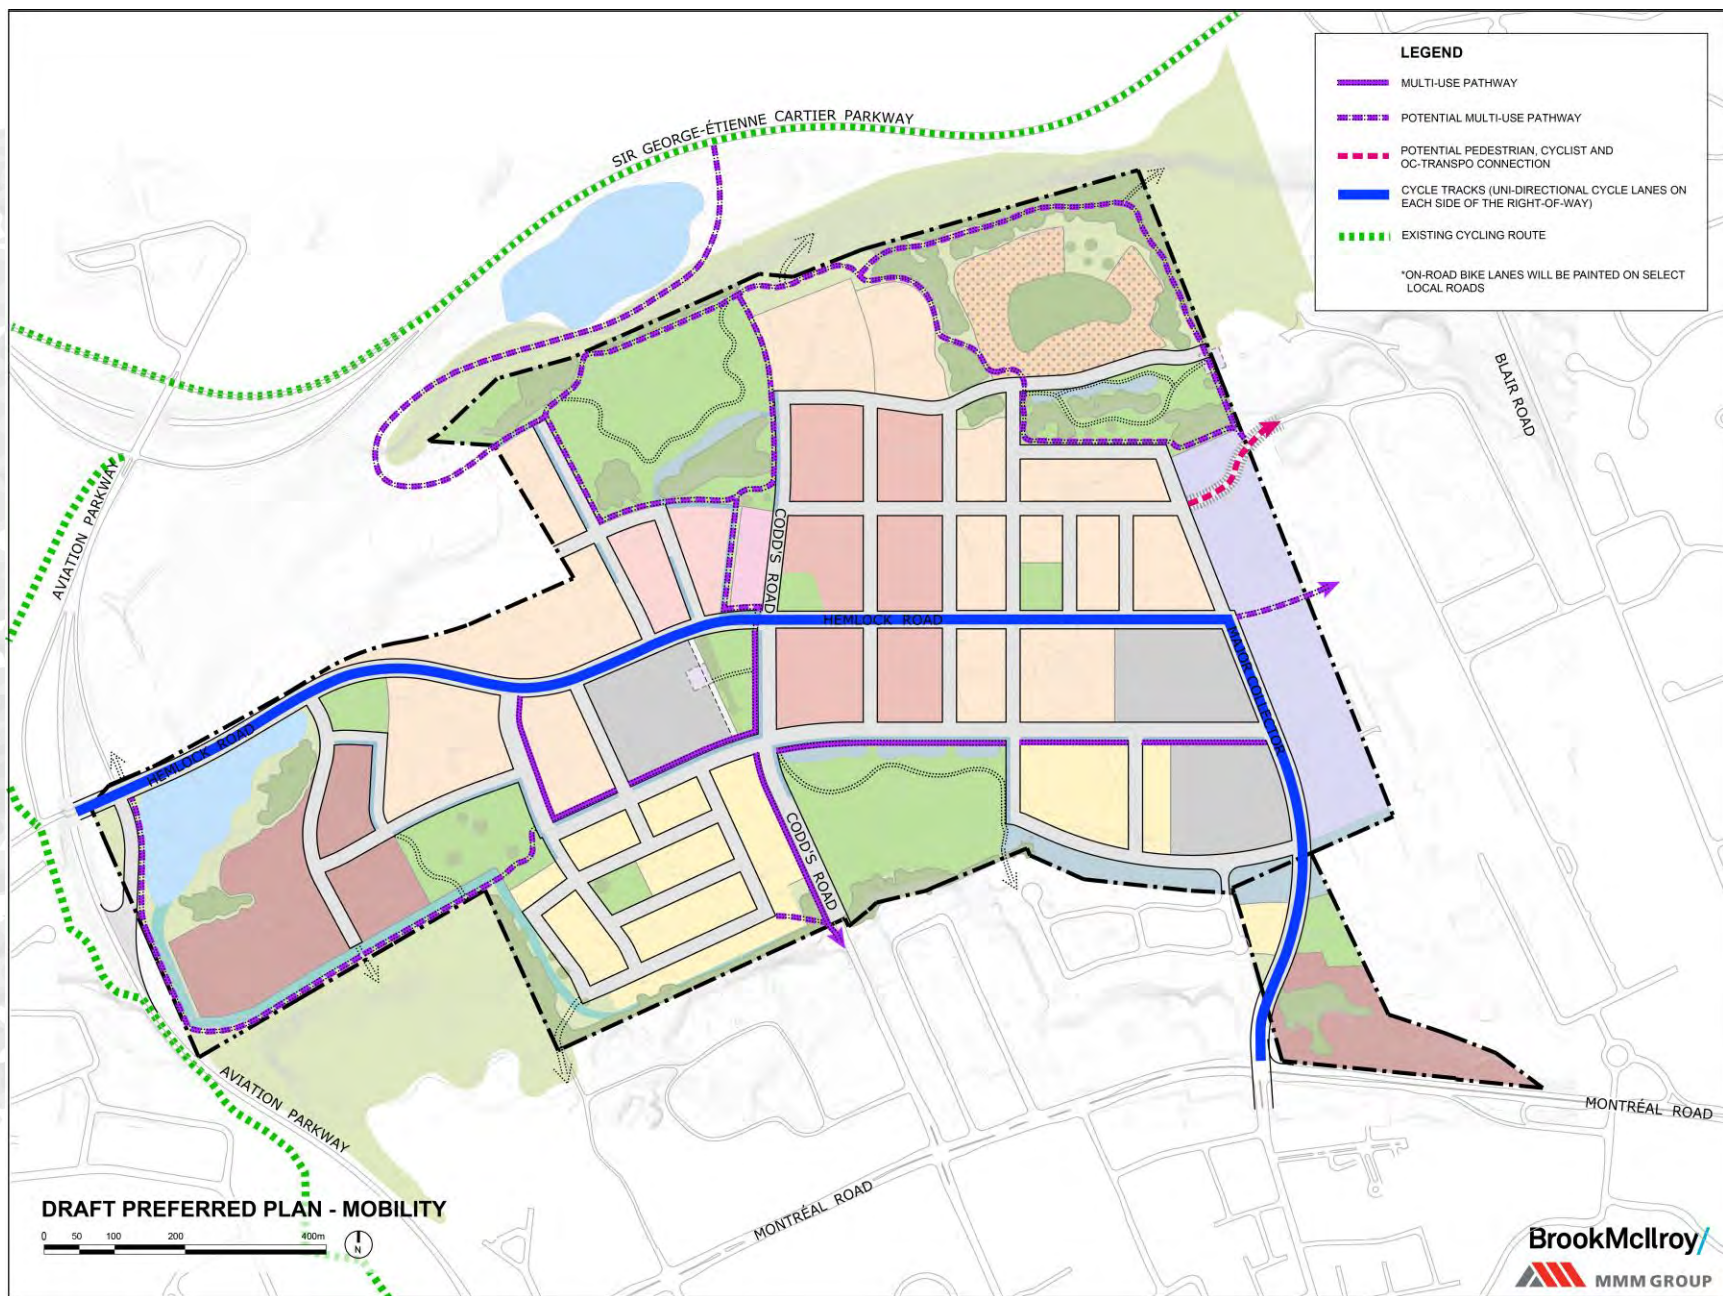 LEGEND
MULTI-USE PATHWAY
POTENTIAL MULTI-USE PATHWAY
POTENTIAL PEDESTRIAN, CYCLIST AND
OC-TRANSPO CONNECTION
CYCLE TRACKS (UNI-DIRECTIONAL CYCLE LANES ON
EACH SIDE OF THE RIGHT-OF-WAY)
EXISTING CYCLING ROUTE
*ON-ROAD BIKE LANES WILL BE PAINTED ON SELECT
LOCAL ROADS
SIR GEORGE-ÉTIENNE CARTIER PARKWAY
BLAIR ROAD
AVIATION PARKWAY
CODD'S ROAD
HEMLOCK ROAD
MAJOR COLLECTOR
HEMLOCK ROAD
CODD'S ROAD
AVIATION PARKWAY
MONTRÉAL ROAD
MONTRÉAL ROAD
DRAFT PREFERRED PLAN - MOBILITY
0 50 100 200 400m
N
BrookMcIlroy/
MMM GROUP